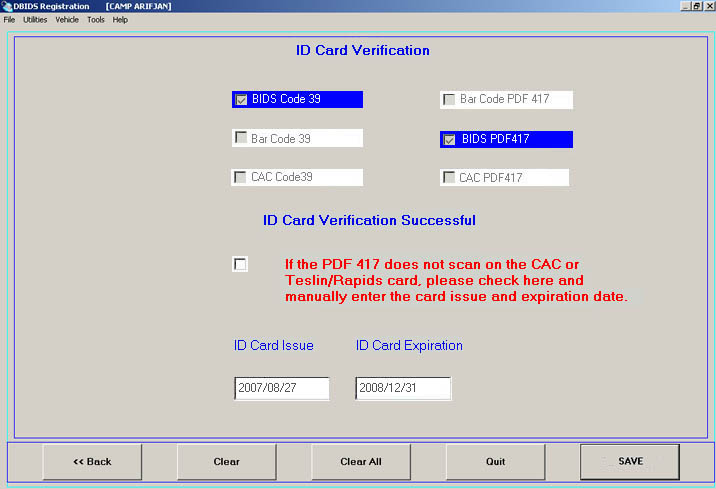 DBIDS Registration [CAMP ARIFJAN]
File Utilities Vehicle Tools Help
ID Card Verification
BIDS Code 39
Bar Code PDF 417
Bar Code 39
BIDS PDF417
CAC Code39
CAC PDF417
ID Card Verification Successful
If the PDF 417 does not scan on the CAC or
Teslin/Rapids card, please check here and
manually enter the card issue and expiration date.
ID Card Issue ID Card Expiration
2007/08/27 2008/12/31
<< Back Clear Clear All Quit SAVE